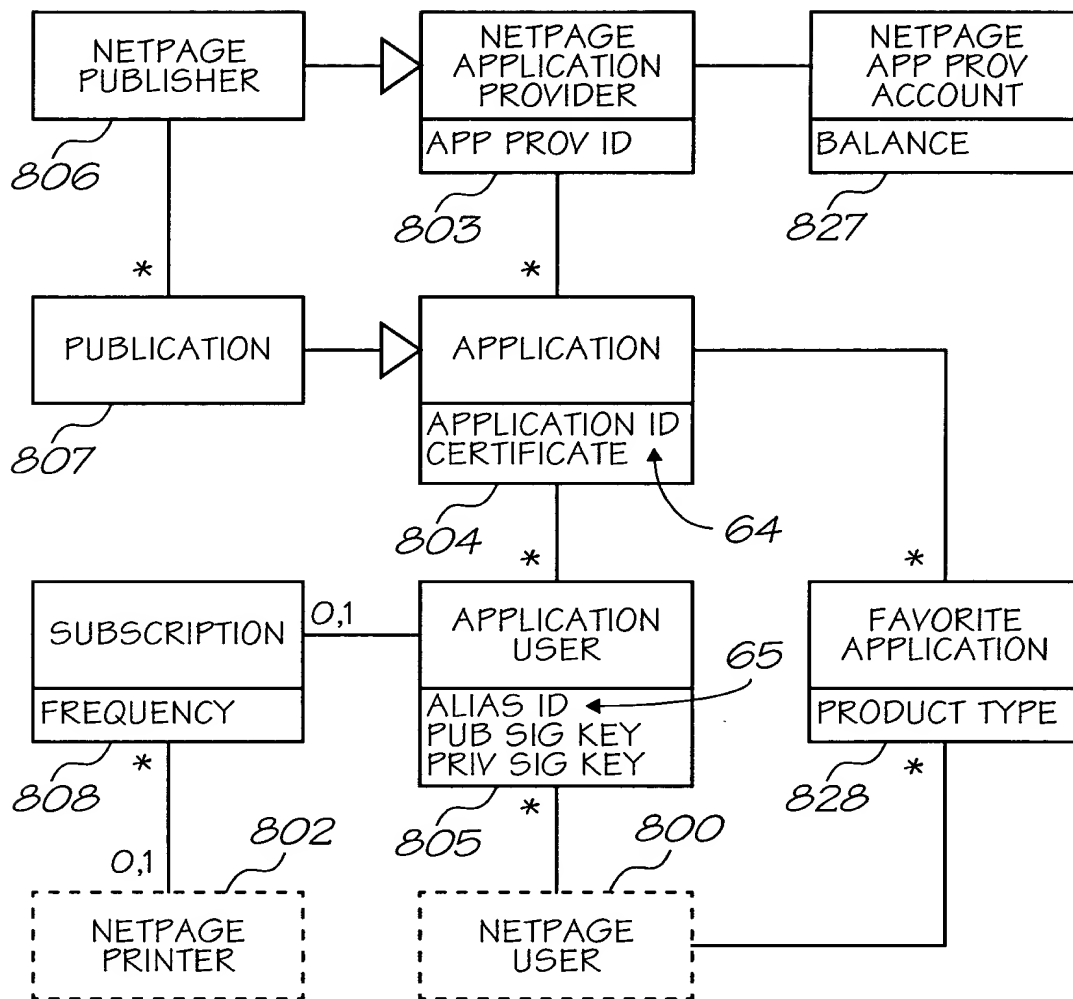 NETPAGE
PUBLISHER
NETPAGE
APPLICATION
PROVIDER
NETPAGE
APP PROV
ACCOUNT
APP PROV ID
BALANCE
806
803
827
*
*
PUBLICATION
APPLICATION
APPLICATION ID
CERTIFICATE
807
804
64
*
*
SUBSCRIPTION
0,1
APPLICATION
USER
FAVORITE
APPLICATION
65
FREQUENCY
ALIAS ID
PUB SIG KEY
PRIV SIG KEY
PRODUCT TYPE
808
*
805
*
828
*
802
800
0,1
NETPAGE
PRINTER
NETPAGE
USER